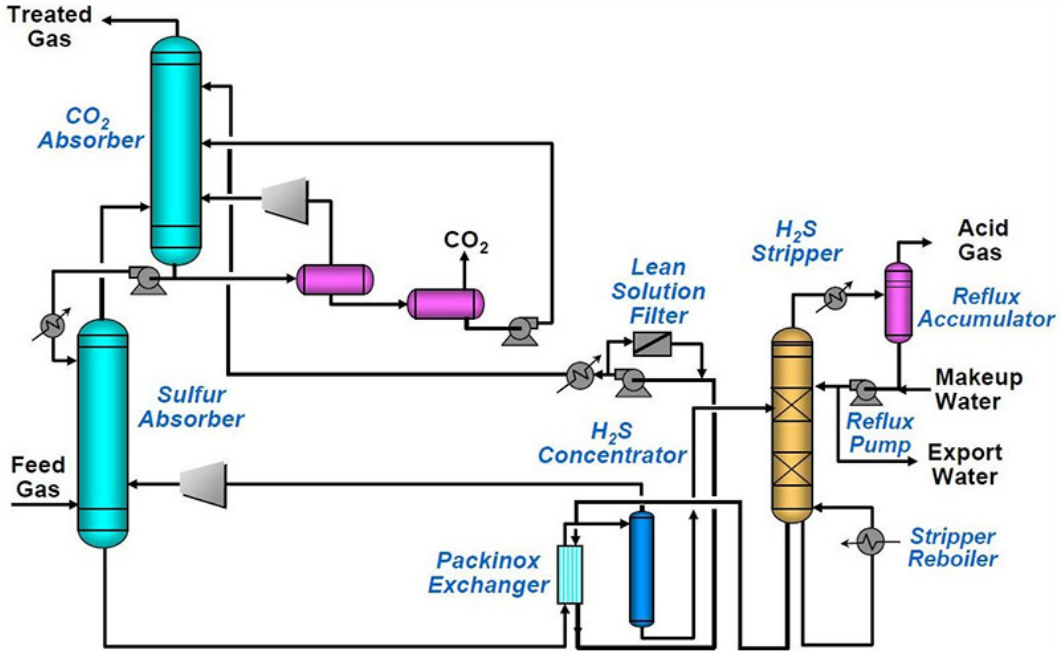 Treated
Gas
CO₂
Absorber
CO₂
H₂S
Stripper
Acid
Gas
Lean
Solution
Filter
Reflux
Accumulator
Sulfur
Absorber
Makeup
Water
H₂S
Concentrator
Reflux
Pump
Export
Water
Feed
Gas
Packinox
Exchanger
Stripper
Reboiler